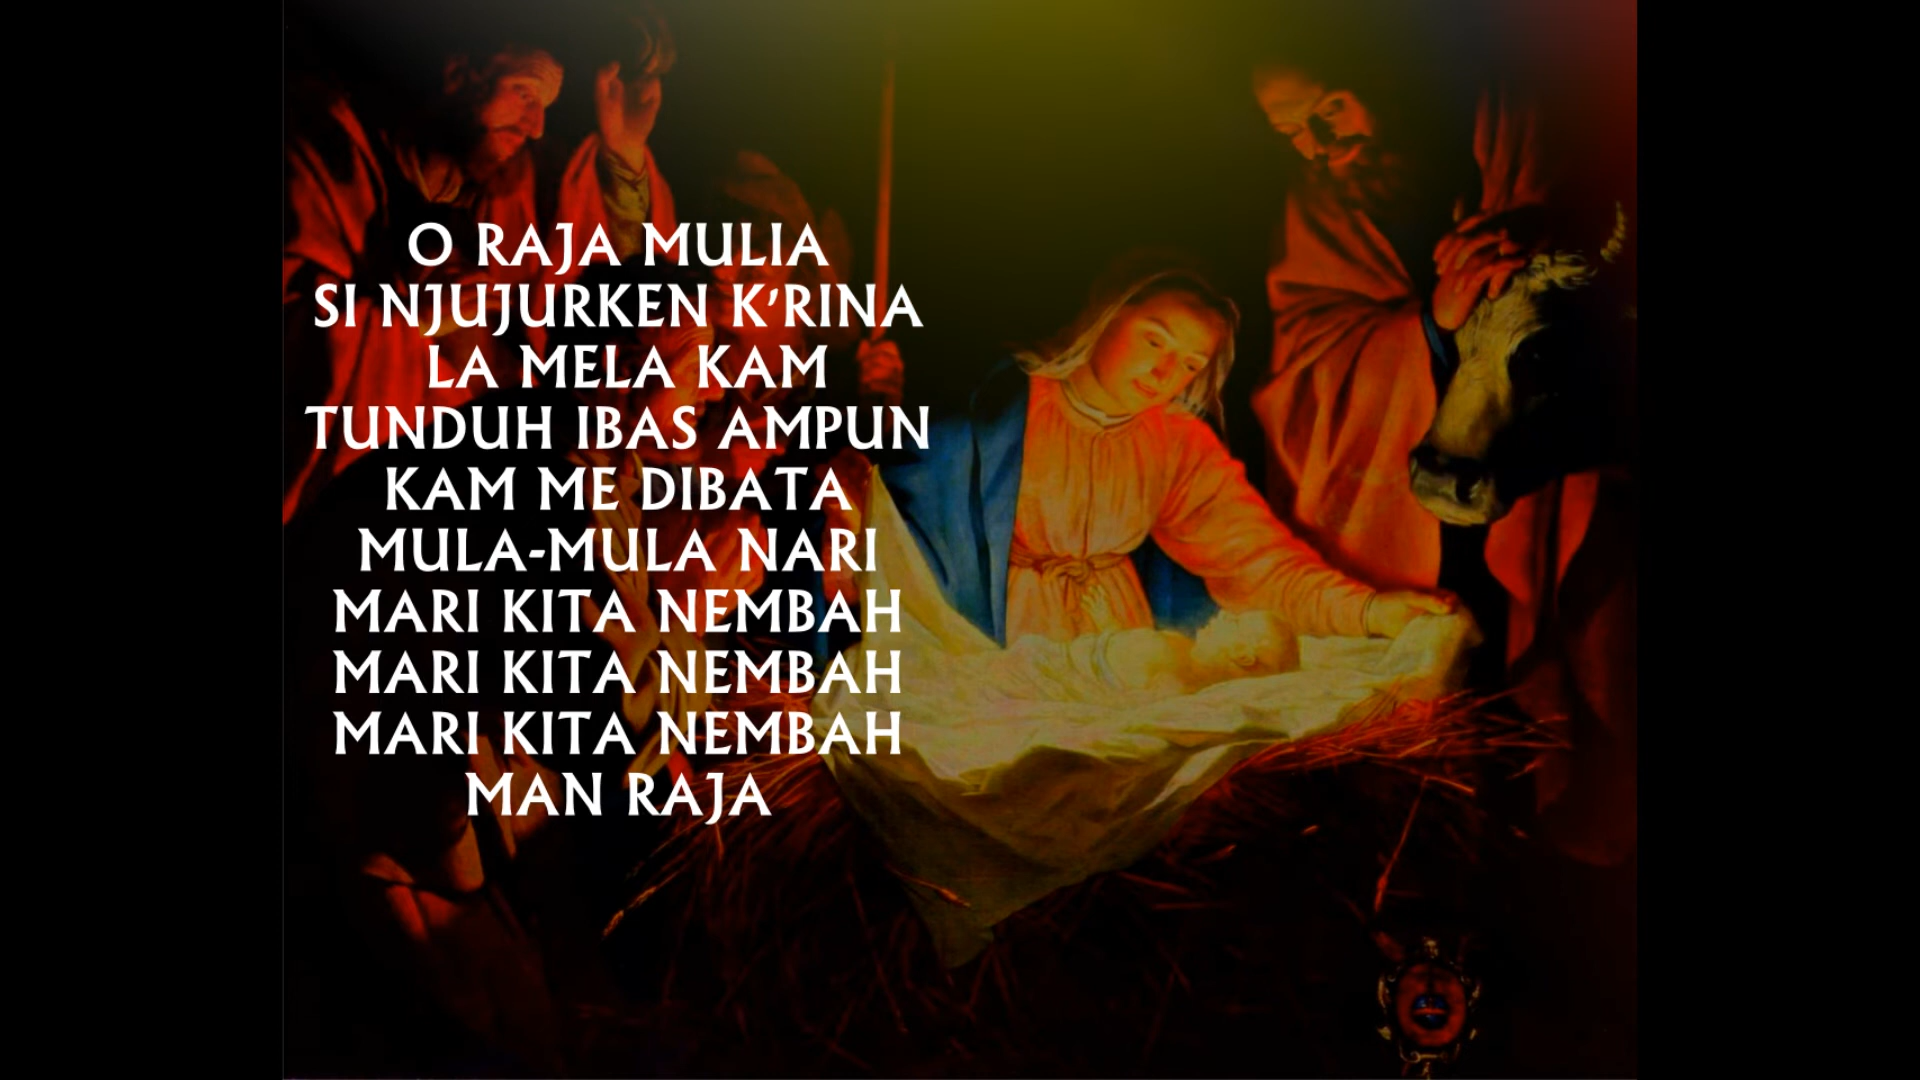 O RAJA MULIA
SI NJUJURKEN K'RINA
LA MELA KAM
TUNDUH IBAS AMPUN
KAM ME DIBATA
MULA-MULA NARI
MARI KITA NEMBAH
MARI KITA NEMBAH
MARI KITA NEMBAH
MAN RAJA